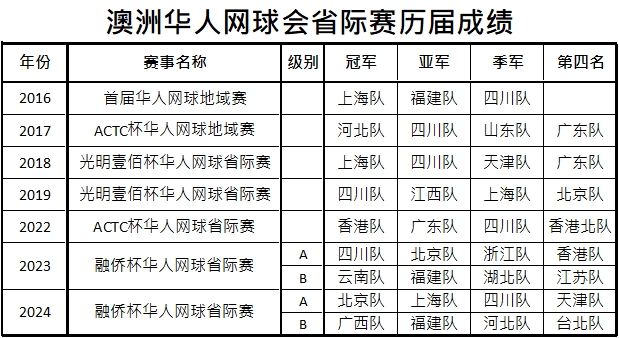 澳洲华人网球会省际赛历届成绩
年份 赛事名称 级别 冠军 亚军 季军 第四名
2016 首届华人网球地域赛 上海队 福建队 四川队
2017 ACTC杯华人网球地域赛 河北队 四川队 山东队 广东队
2018 光明壹佰杯华人网球省际赛 上海队 四川队 天津队 广东队
2019 光明壹佰杯华人网球省际赛 四川队 江西队 上海队 北京队
2022 ACTC杯华人网球省际赛 香港队 广东队 四川队 香港北队
2023 融侨杯华人网球省际赛 A 四川队 北京队 浙江队 香港队
B 云南队 福建队 湖北队 江苏队
2024 融侨杯华人网球省际赛 A 北京队 上海队 四川队 天津队
B 广西队 福建队 河北队 台北队